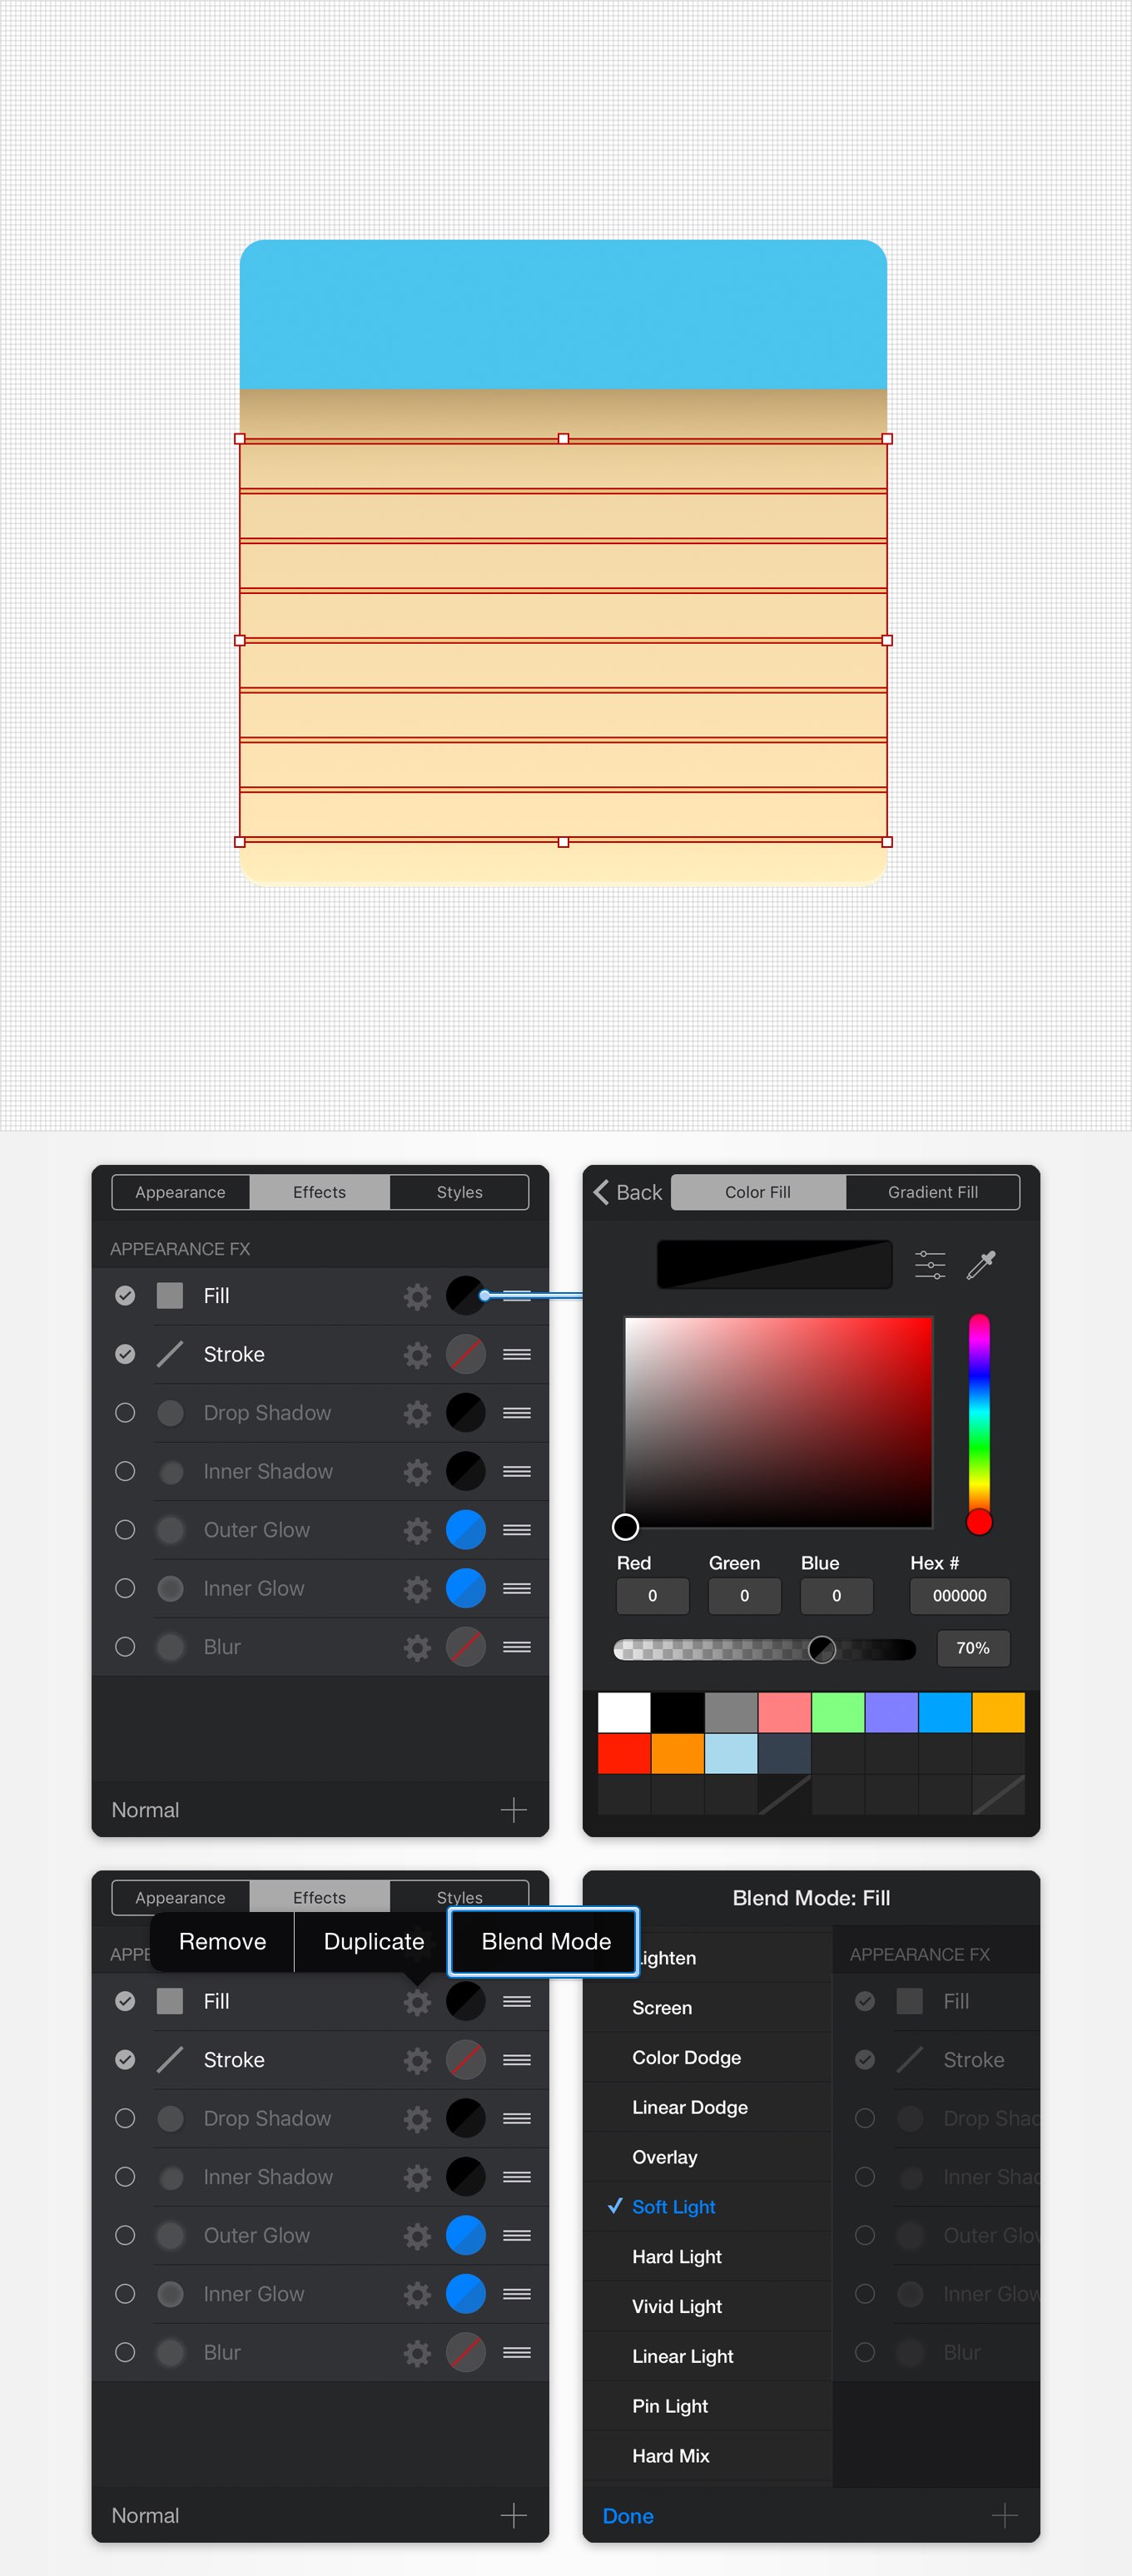 Appearance Effects Styles
APPEARANCE FX
Fill
Stroke
Drop Shadow
Inner Shadow
Outer Glow
Inner Glow
Blur
Normal
Back Color Fill Gradient Fill
Red Green Blue Hex #
0 0 0 000000
70%
Appearance Effects Styles
Remove Duplicate Blend Mode
APPE
Fill
Stroke
Drop Shadow
Inner Shadow
Outer Glow
Inner Glow
Blur
Normal
Blend Mode: Fill
Lighten
Screen
Color Dodge
Linear Dodge
Overlay
Soft Light
Hard Light
Vivid Light
Linear Light
Pin Light
Hard Mix
Done
APPEARANCE FX
Fill
Stroke
Drop Shad
Inner Shad
Outer Glow
Inner Glow
Blur